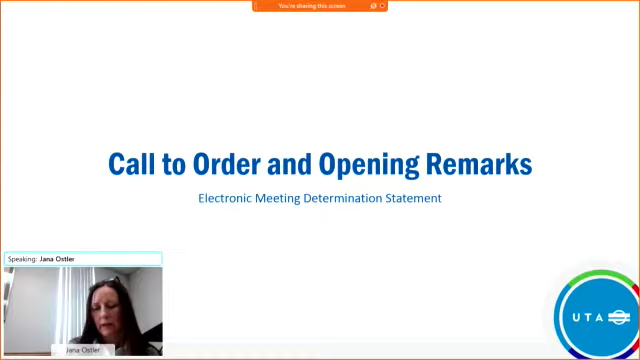 You're sharing this screen
Call to Order and Opening Remarks
Electronic Meeting Determination Statement
Speaking: Jana Ostler
Jana Ostler
UTA